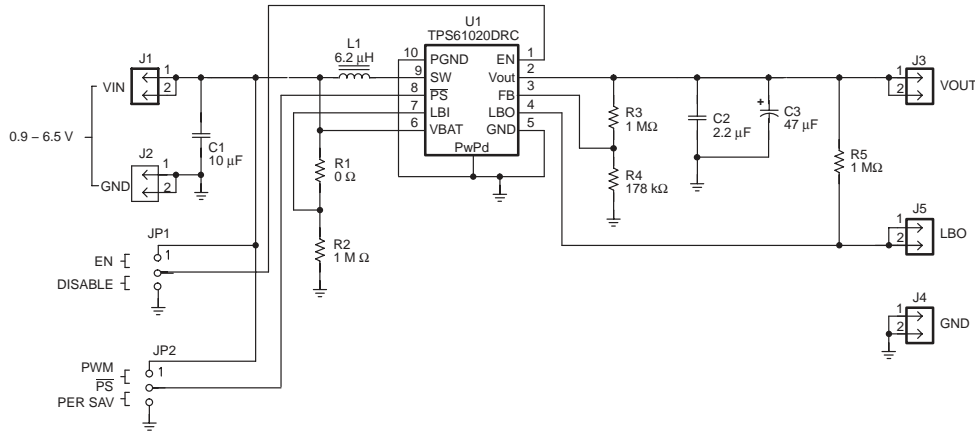 U1
TPS61020DRC
L1
6.2 µH
J1
VIN
1
2
0.9 – 6.5 V
J2
GND
1
2
C1
10 µF
10 PGND
9 SW
8 PS
7 LBI
6 VBAT
EN 1
Vout 2
FB 3
LBO 4
GND 5
PwPd
R1
0 Ω
R2
1 M Ω
R3
1 MΩ
R4
178 kΩ
C2
2.2 µF
+
C3
47 µF
R5
1 MΩ
J3
1
2
VOUT
J5
1
2
LBO
J4
1
2
GND
JP1
EN
1
DISABLE
JP2
PWM
1
PS
PER SAV